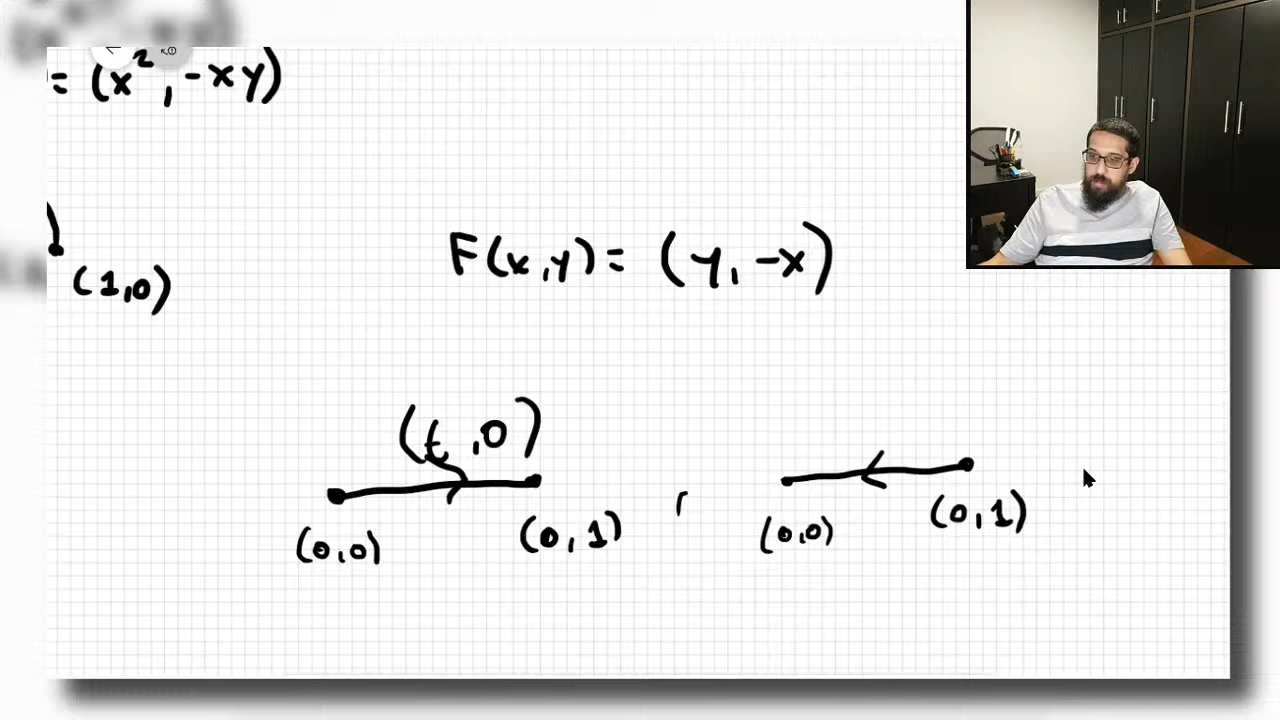 = (x², -xy)
(1,0)
F(x,y) = (y, -x)
(t,0)
(0,0)
(0,1)
(0,0)
(0,1)